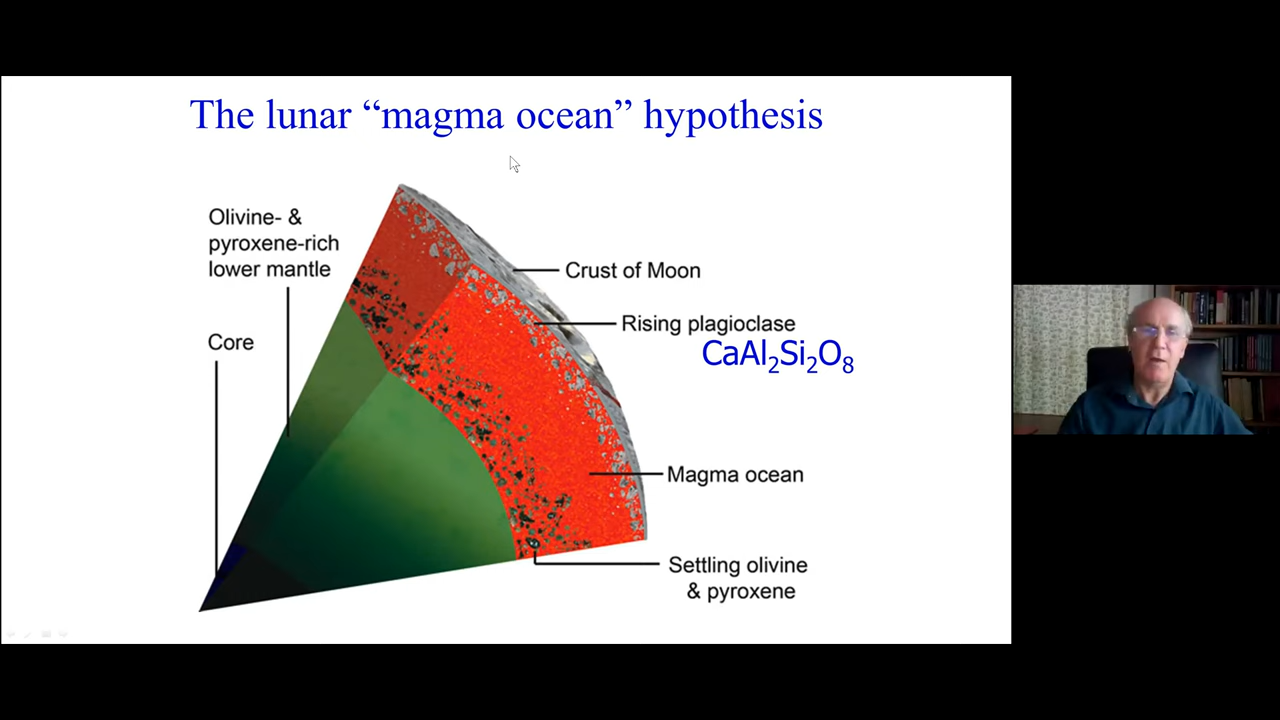 The lunar “magma ocean” hypothesis
Olivine- &
pyroxene-rich
lower mantle
Core
Crust of Moon
Rising plagioclase
CaAl₂Si₂O₈
Magma ocean
Settling olivine
& pyroxene